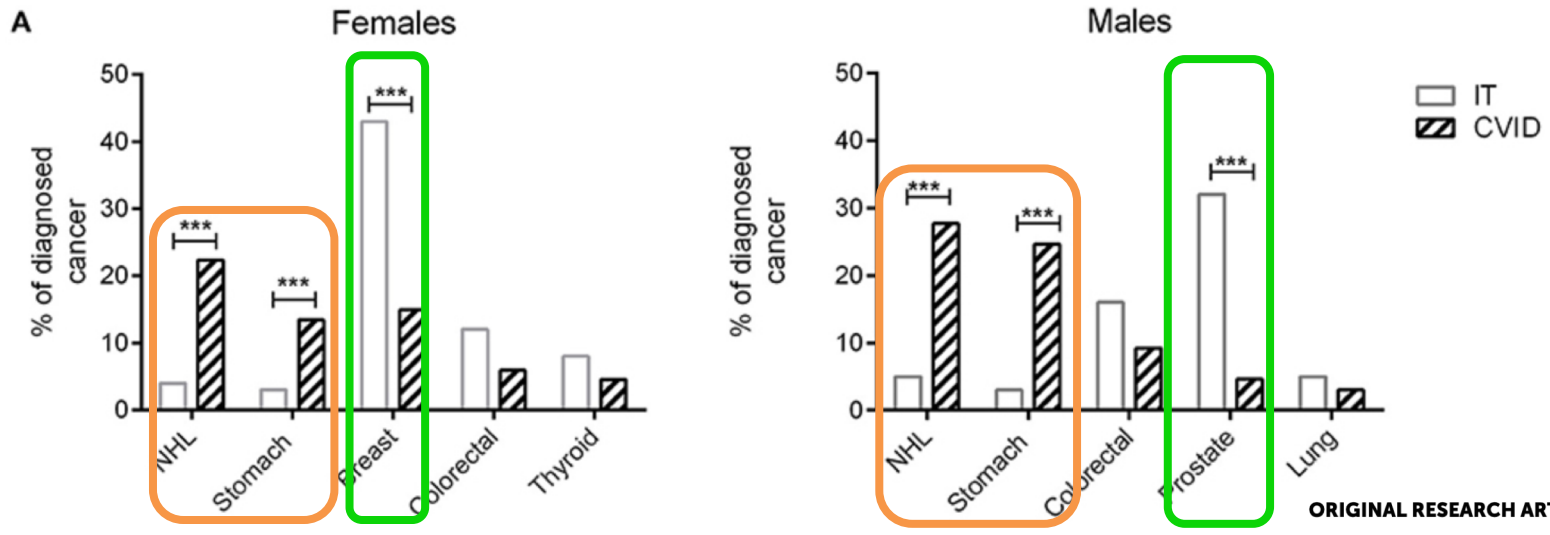 A
Females
Males
50
40
30
20
10
0
% of diagnosed
cancer
***
***
***
NHL
Stomach
Breast
Colorectal
Thyroid
50
40
30
20
10
0
% of diagnosed
cancer
***
***
***
NHL
Stomach
Colorectal
Prostate
Lung
IT
CVID
ORIGINAL RESEARCH AR